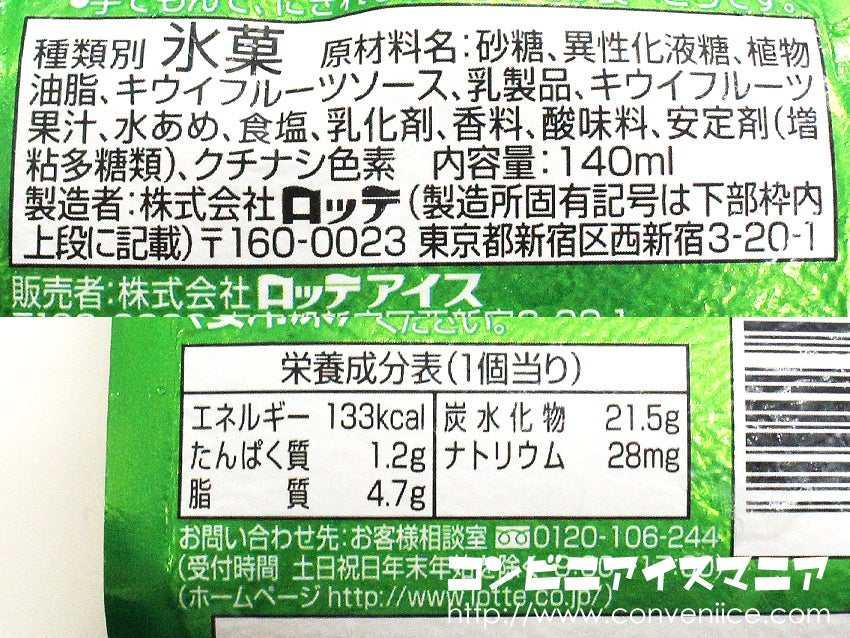 種類別 氷菓 原材料名:砂糖、異性化液糖、植物
油脂、キウイフルーツソース、乳製品、キウイフルーツ
果汁、水あめ、食塩、乳化剤、香料、酸味料、安定剤(増
粘多糖類)、クチナシ色素 内容量:140ml
製造者:株式会社ロッテ(製造所固有記号は下部枠内
上段に記載)〒160-0023 東京都新宿区西新宿3-20-1
販売者:株式会社ロッテアイス
栄養成分表(1個当り)
エネルギー 133kcal 炭水化物 21.5g
たんぱく質 1.2g ナトリウム 28mg
脂質 4.7g
お問い合わせ先:お客様相談室 0120-106-244
(受付時間 土日祝日年末年始を除く
コンビニアイスマニア
(ホームページ http://www.lotte.co.jp/)
http://www.conveniice.com/